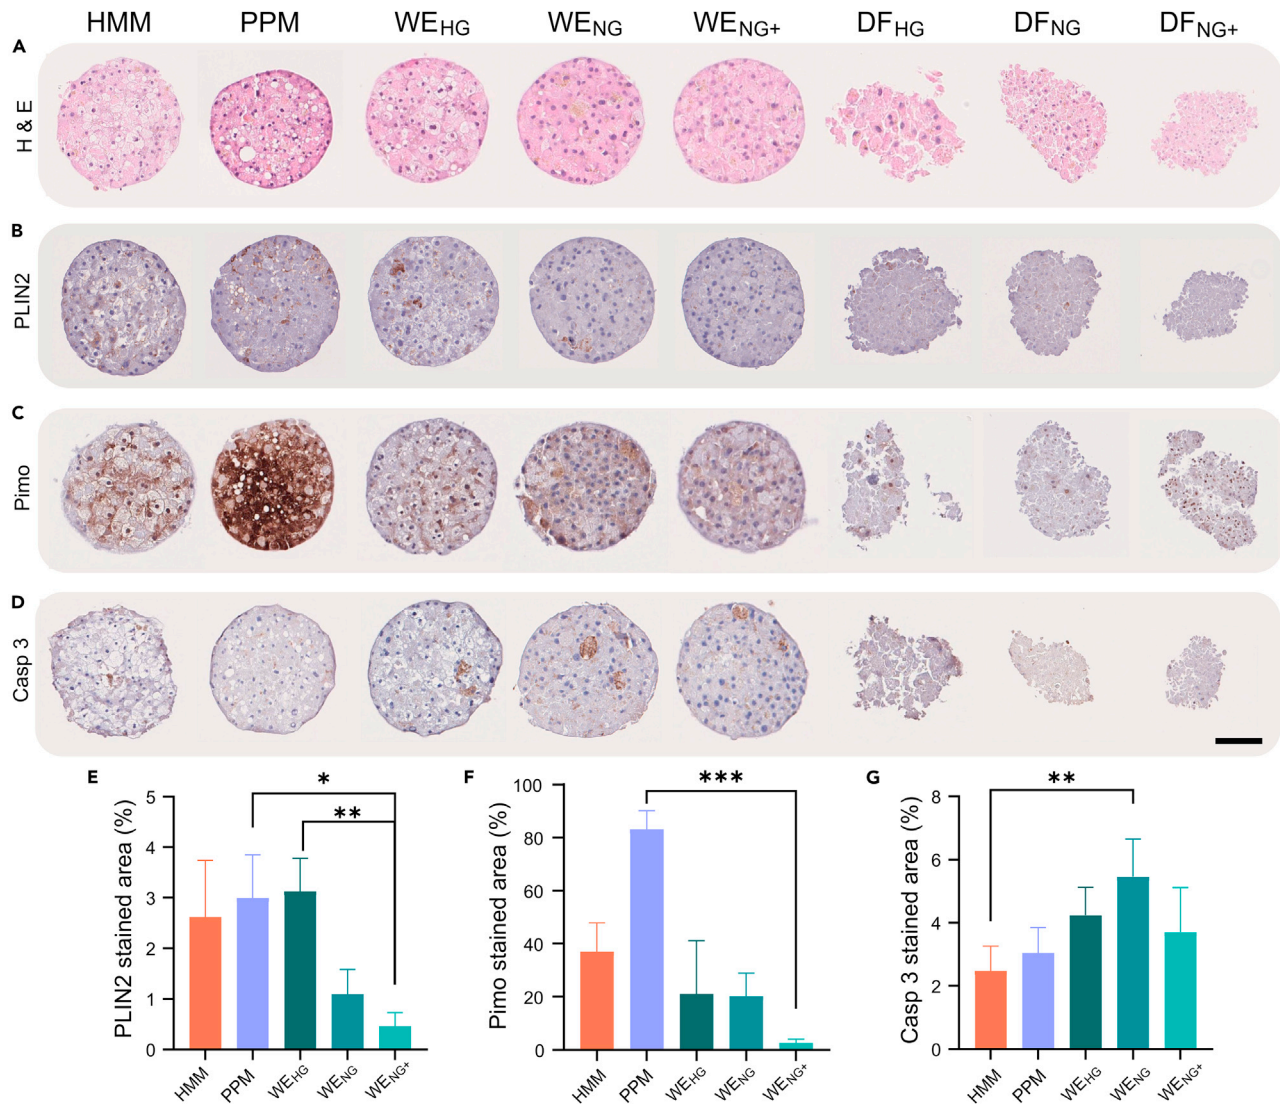 HMM PPM WEHG WENG WENG+ DFHG DFNG DFNG+
A
H & E
B
PLIN2
C
Pimo
D
Casp 3
E
PLIN2 stained area (%)
5
4
3
2
1
0
*
**
HMM PPM WEHG WENG WENG+
F
Pimo stained area (%)
100
80
60
40
20
0
***
HMM PPM WEHG WENG WENG+
G
Casp 3 stained area (%)
8
6
4
2
0
**
HMM PPM WEHG WENG WENG+